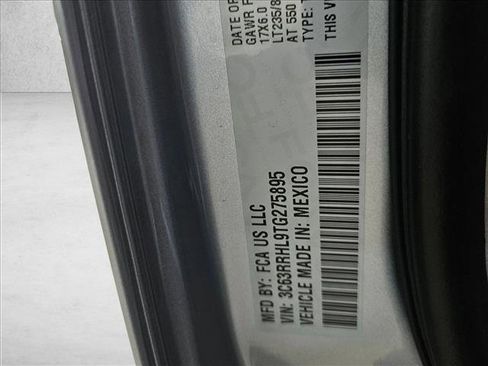 DATE OF
GAWR F
17X6.0
LT235/8
AT 550
TYPE:
THIS V
MFD BY: FCA US LLC
VIN: 3C63RRHL9TG275895
VEHICLE MADE IN: MEXICO